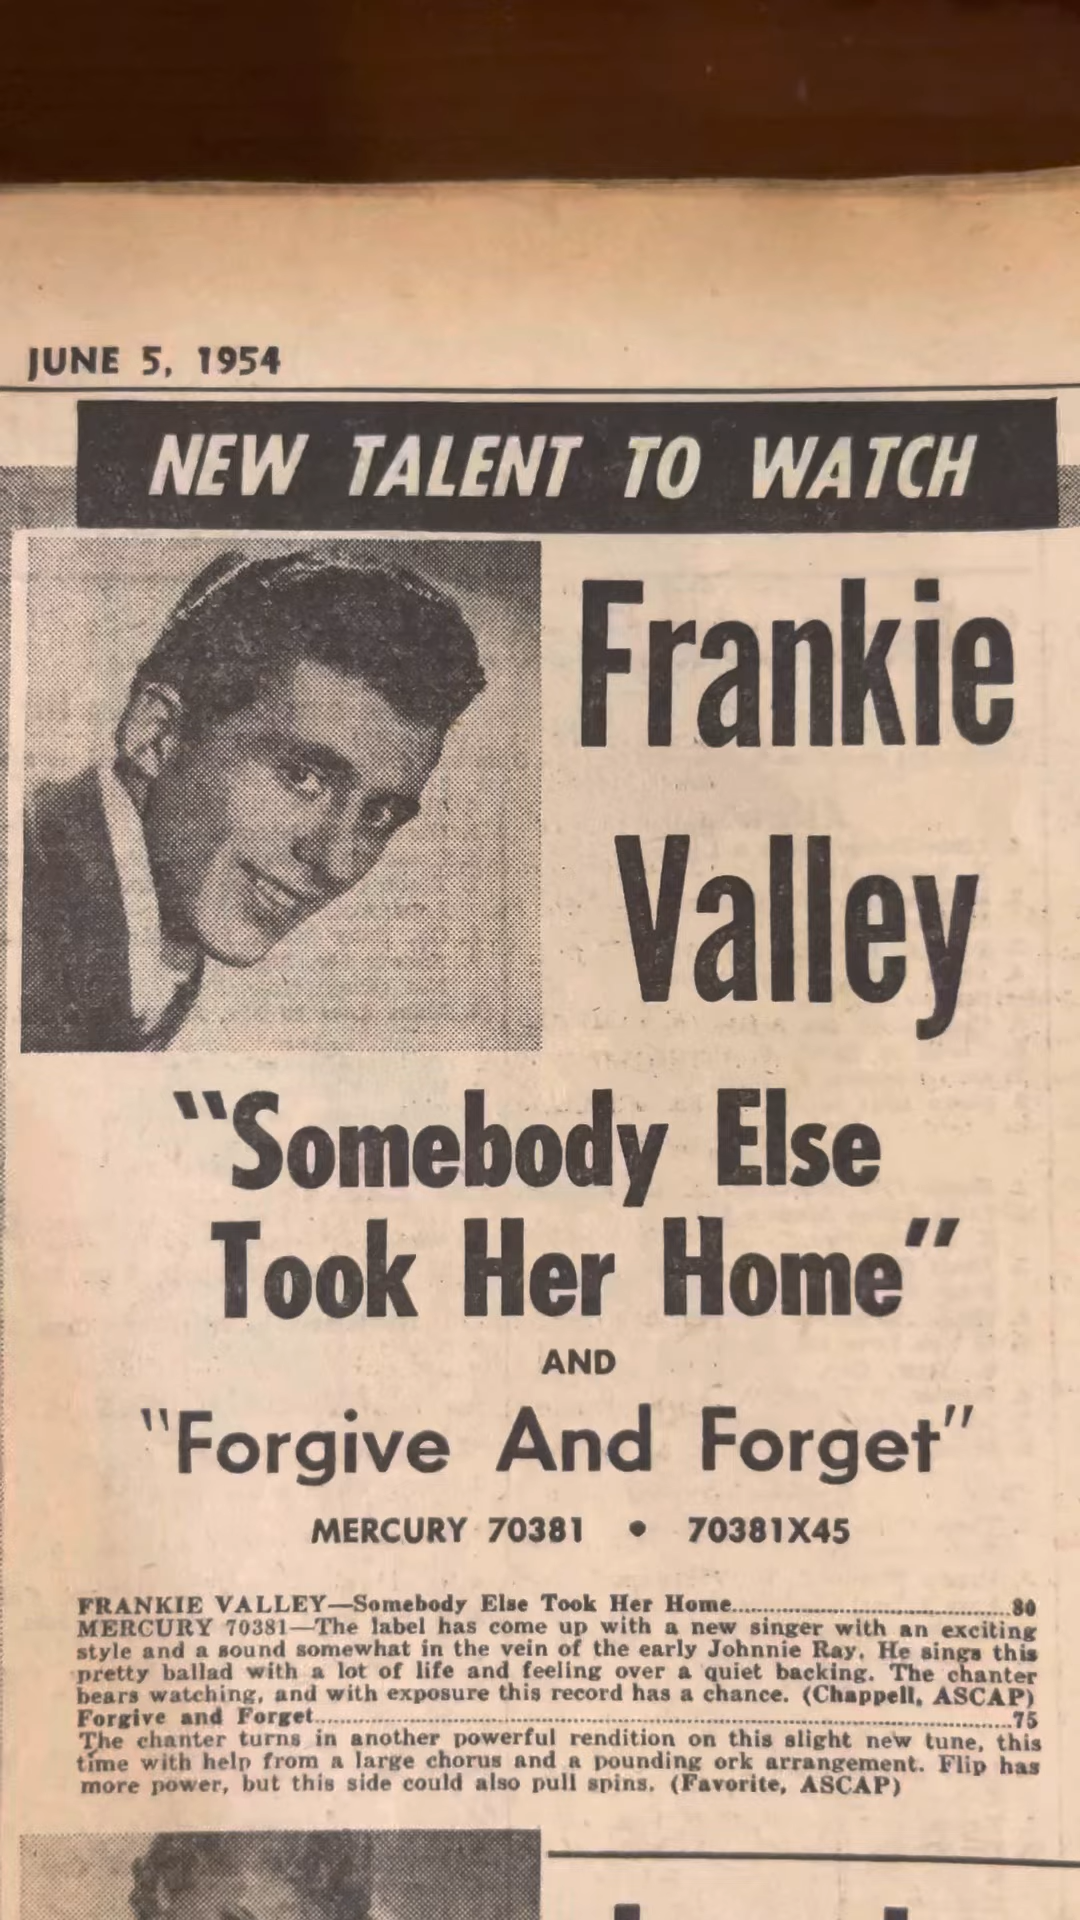 JUNE 5, 1954
NEW TALENT TO WATCH
Frankie
Valley
"Somebody Else
Took Her Home"
AND
"Forgive And Forget"
MERCURY 70381 • 70381X45
FRANKIE VALLEY—Somebody Else Took Her Home..............................80
MERCURY 70381—The label has come up with a new singer with an exciting
style and a sound somewhat in the vein of the early Johnnie Ray. He sings this
pretty ballad with a lot of life and feeling over a quiet backing. The chanter
bears watching, and with exposure this record has a chance. (Chappell, ASCAP)
Forgive and Forget..............................75
The chanter turns in another powerful rendition on this slight new tune, this
time with help from a large chorus and a pounding ork arrangement. Flip has
more power, but this side could also pull spins. (Favorite, ASCAP)